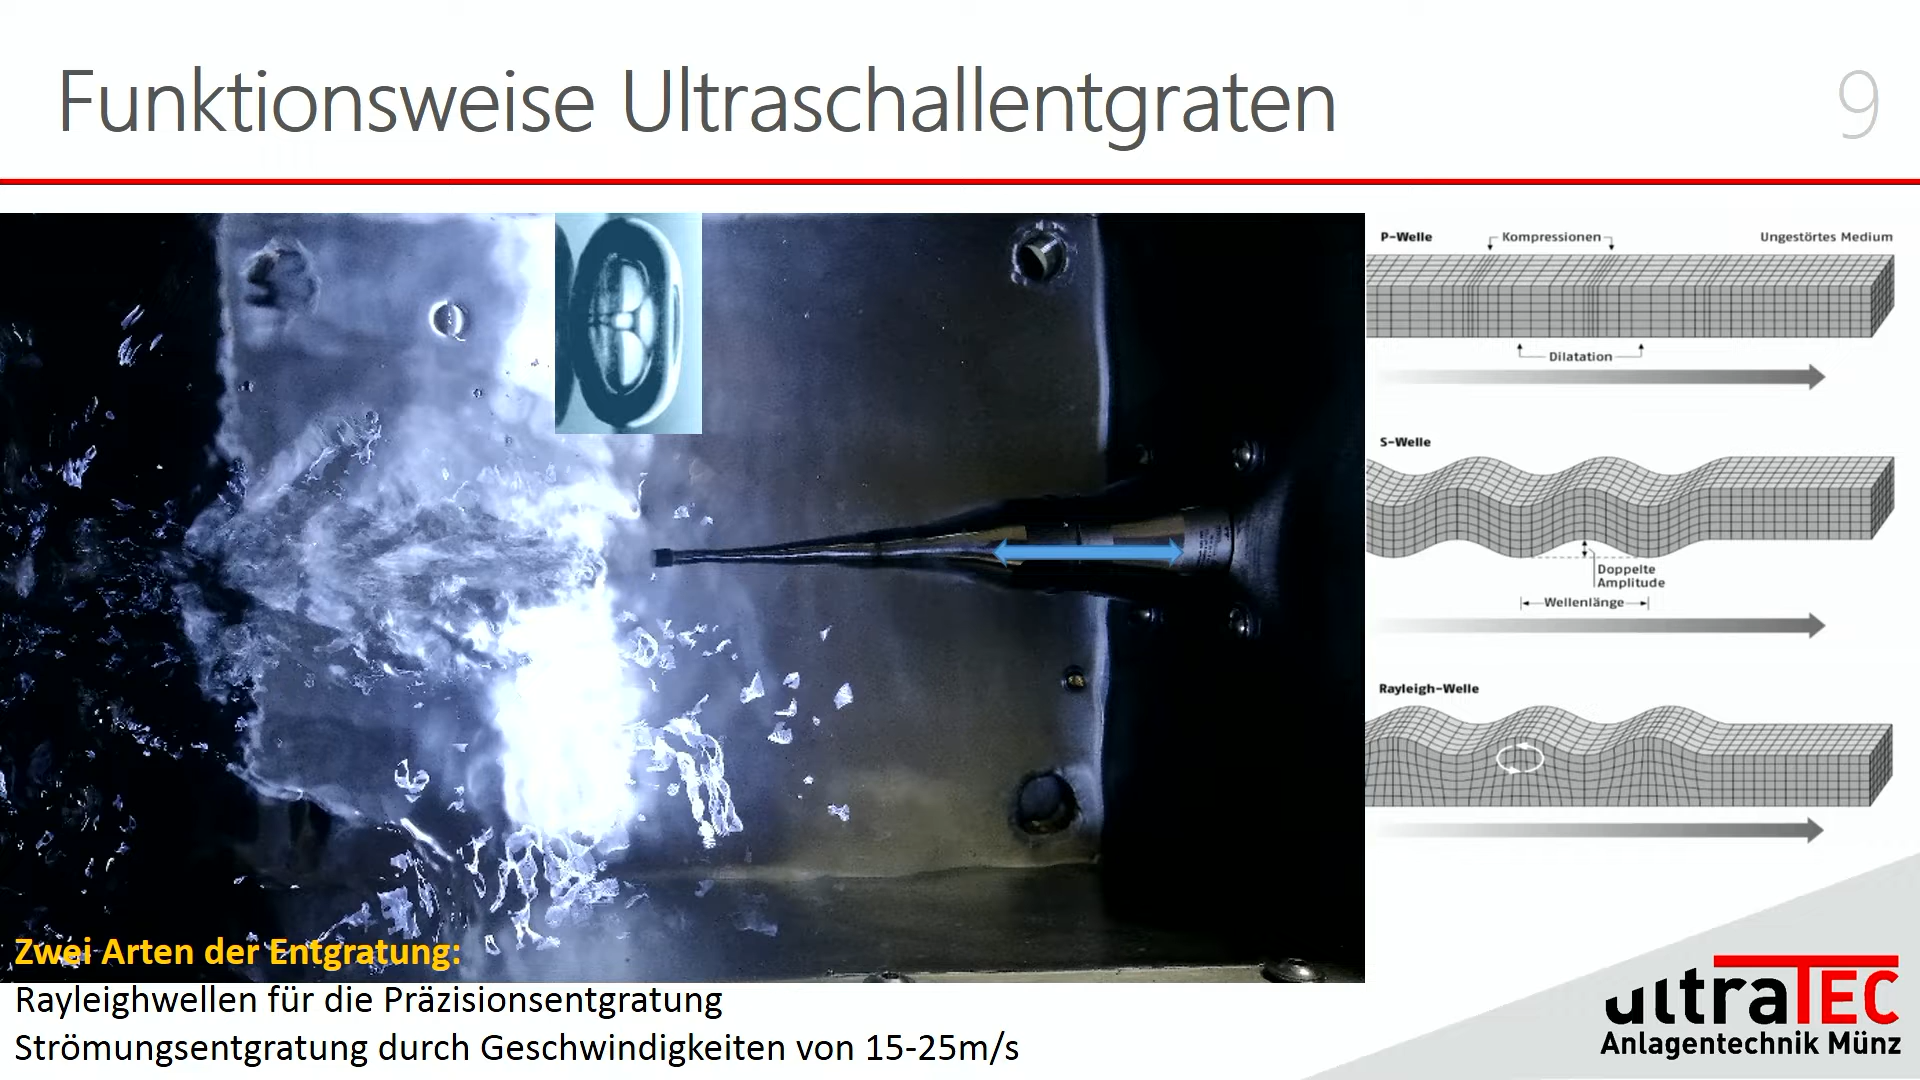 Funktionsweise Ultraschallentgraten
9
P-Welle
Kompressionen
Ungestörtes Medium
Dilatation
S-Welle
Doppelte
Amplitude
Wellenlänge
Rayleigh-Welle
Zwei Arten der Entgratung:
Rayleighwellen für die Präzisionsentgratung
Strömungsentgratung durch Geschwindigkeiten von 15-25m/s
ultraTEC
Anlagentechnik Münz